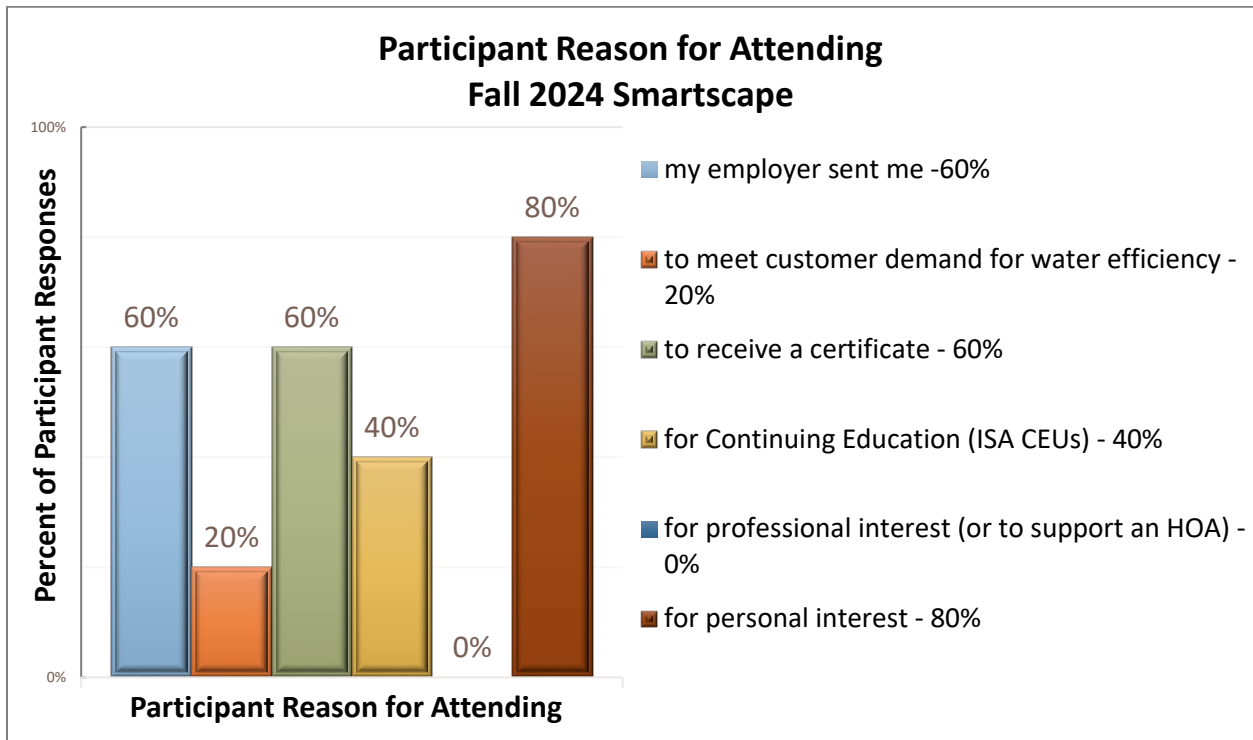 Participant Reason for Attending
Fall 2024 Smartscape
100%
0%
Percent of Participant Responses
60%
20%
60%
40%
0%
80%
Participant Reason for Attending
my employer sent me -60%
to meet customer demand for water efficiency -
20%
to receive a certificate - 60%
for Continuing Education (ISA CEUs) - 40%
for professional interest (or to support an HOA) -
0%
for personal interest - 80%